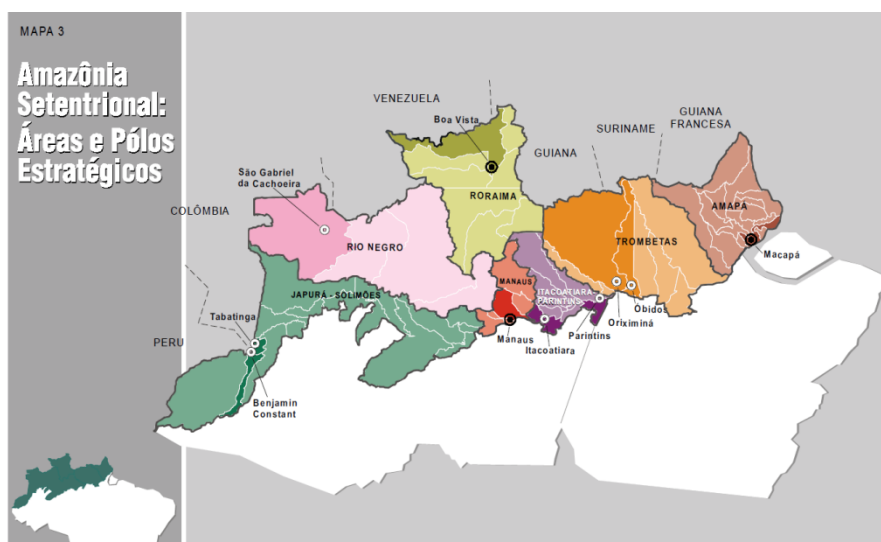 MAPA 3
Amazônia
Setentrional:
Áreas e Pólos
Estratégicos
VENEZUELA
Boa Vista
SURINAME
GUIANA
FRANCESA
GUIANA
São Gabriel
da Cachoeira
COLÔMBIA
RORAIMA
AMAPÁ
RIO NEGRO
TROMBETAS
Macapá
MANAUS
ITACOATIARA-
PARINTINS
JAPURÁ - SOLIMÕES
Tabatinga
Óbidos
Oriximiná
Parintins
PERU
Manaus
Itacoatiara
Benjamin
Constant